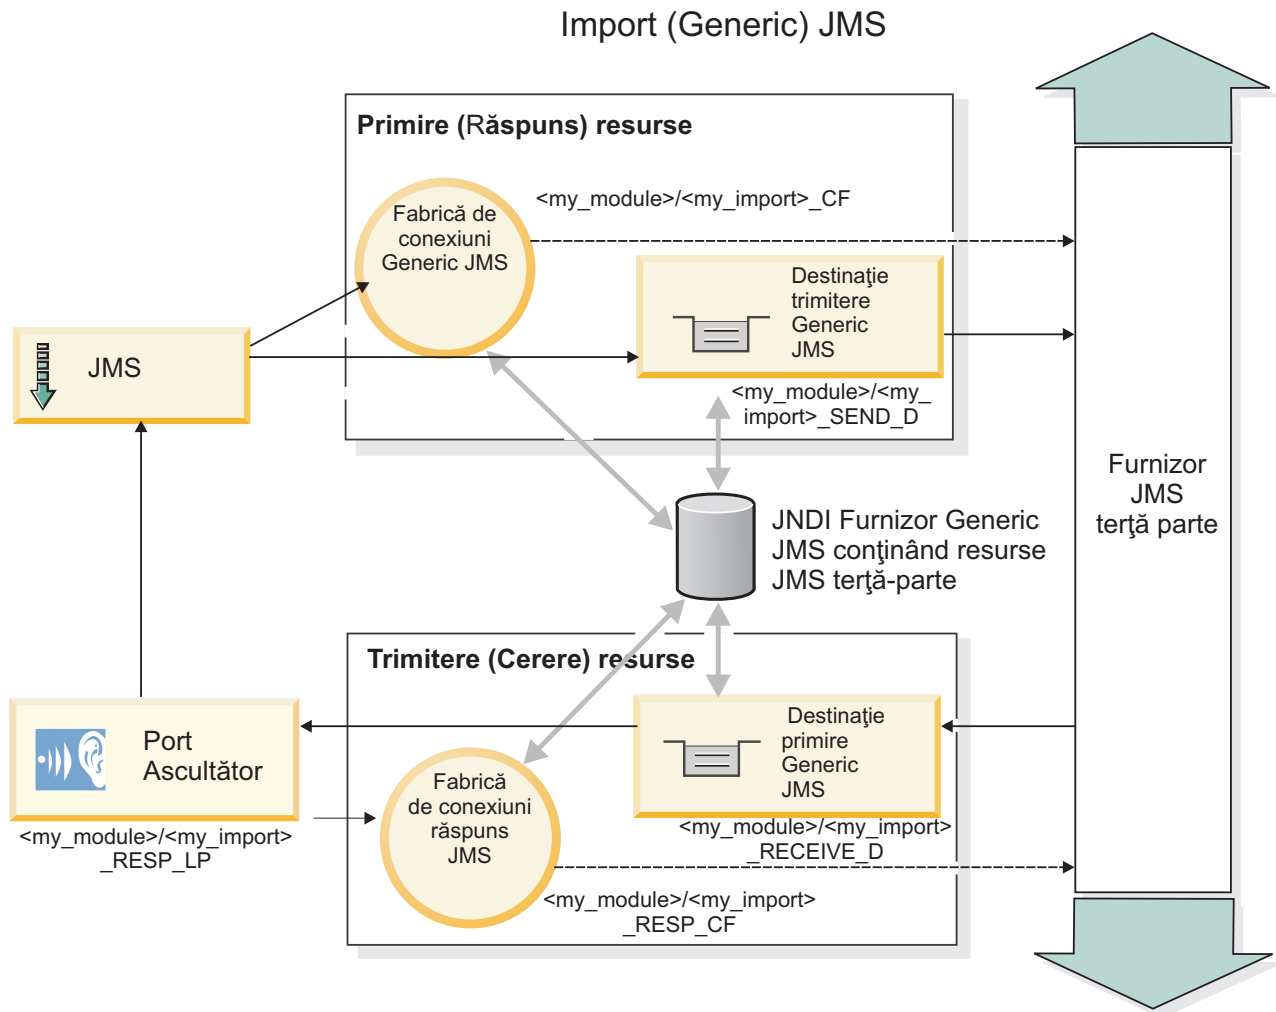 Import (Generic) JMS
Primire (Răspuns) resurse
<my_module>/<my_import>_CF
Fabrică de
conexiuni
Generic JMS
Destinaţie
trimitere
Generic
JMS
<my_module>/<my_
import>_SEND_D
JMS
JNDI Furnizor Generic
JMS conţinând resurse
JMS terţă-parte
Furnizor
JMS
terţă parte
Trimitere (Cerere) resurse
Destinaţie
primire
Generic
JMS
<my_module>/<my_import>
_RECEIVE_D
Port
Ascultător
<my_module>/<my_import>
_RESP_LP
Fabrică
de conexiuni
răspuns
JMS
<my_module>/<my_import>
_RESP_CF